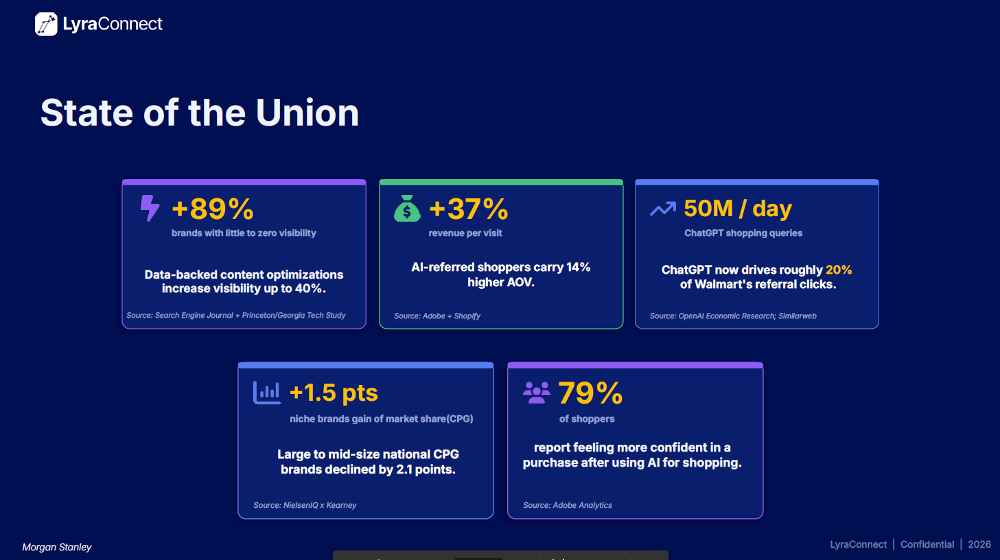 LyraConnect
State of the Union
+89%
brands with little to zero visibility
Data-backed content optimizations
increase visibility up to 40%.
Source: Search Engine Journal + Princeton/Georgia Tech Study
$
+37%
revenue per visit
AI-referred shoppers carry 14%
higher AOV.
Source: Adobe + Shopify
50M / day
ChatGPT shopping queries
ChatGPT now drives roughly 20%
of Walmart's referral clicks.
Source: OpenAI Economic Research; Similarweb
+1.5 pts
niche brands gain of market share(CPG)
Large to mid-size national CPG
brands declined by 2.1 points.
Source: NielsenIQ x Kearney
79%
of shoppers
report feeling more confident in a
purchase after using AI for shopping.
Source: Adobe Analytics
Morgan Stanley
LyraConnect | Confidential | 2026